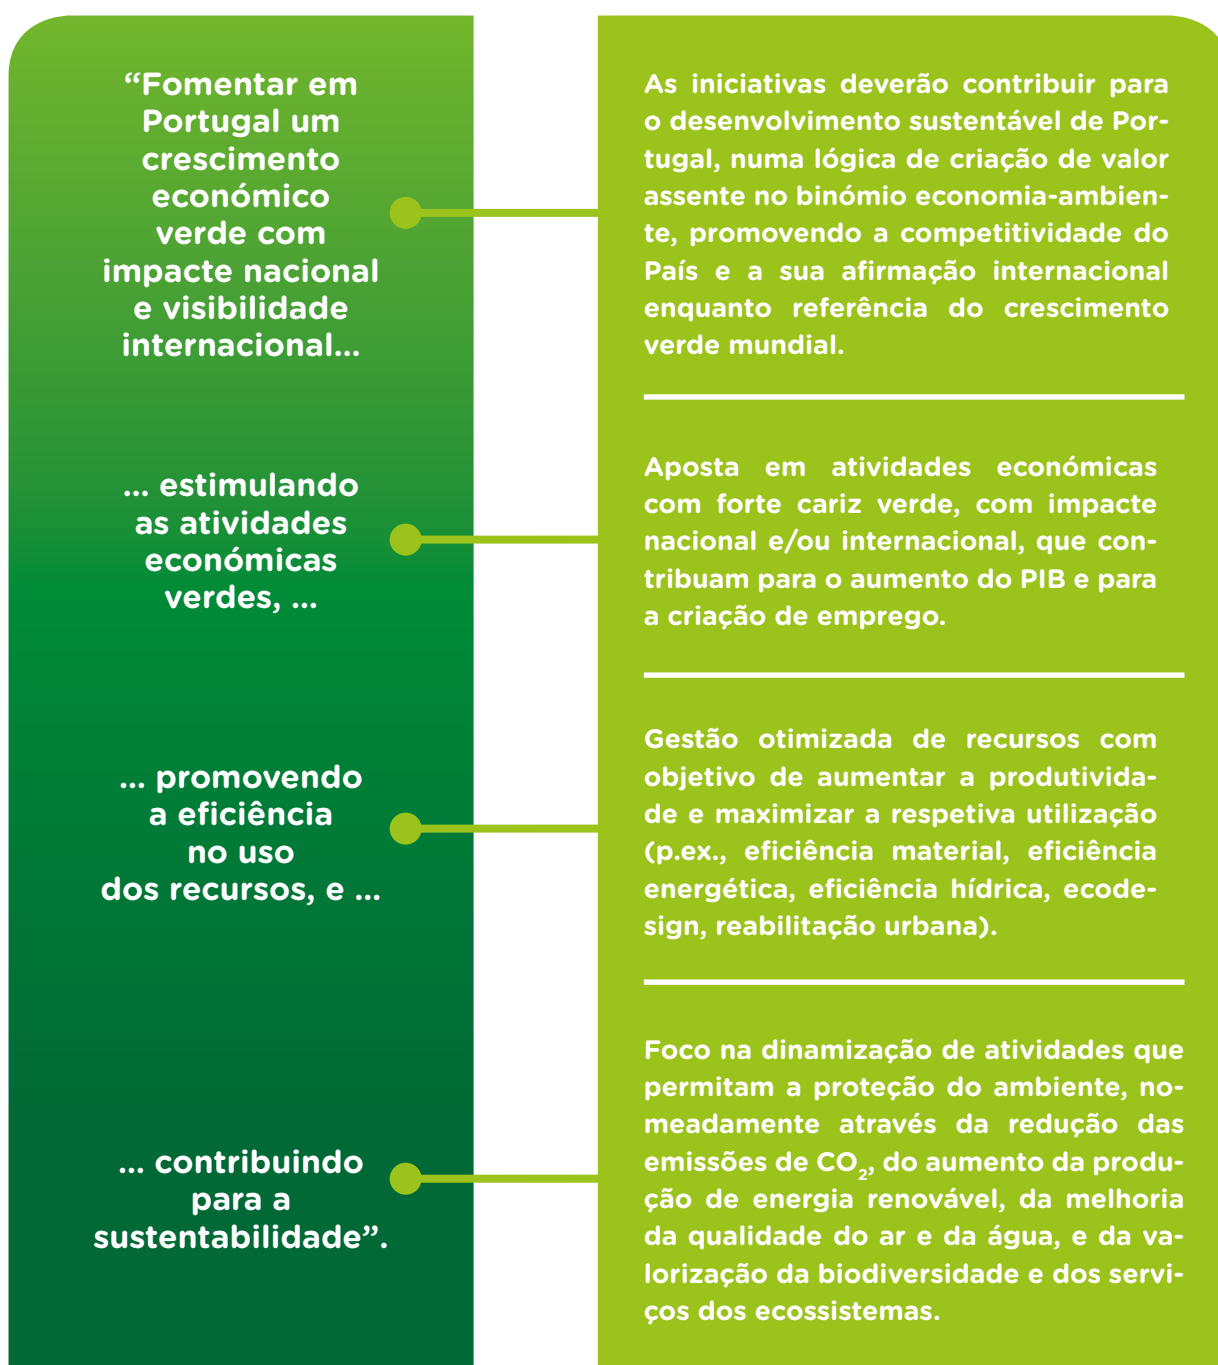 “Fomentar em
Portugal um
crescimento
económico
verde com
impacte nacional
e visibilidade
internacional...
As iniciativas deverão contribuir para
o desenvolvimento sustentável de Por-
tugal, numa lógica de criação de valor
assente no binómio economia-ambien-
te, promovendo a competitividade do
País e a sua afirmação internacional
enquanto referência do crescimento
verde mundial.
... estimulando
as atividades
económicas
verdes, ...
Aposta em atividades económicas
com forte cariz verde, com impacte
nacional e/ou internacional, que con-
tribuam para o aumento do PIB e para
a criação de emprego.
... promovendo
a eficiência
no uso
dos recursos, e ...
Gestão otimizada de recursos com
objetivo de aumentar a produtivida-
de e maximizar a respetiva utilização
(p.ex., eficiência material, eficiência
energética, eficiência hídrica, ecode-
sign, reabilitação urbana).
... contribuindo
para a
sustentabilidade”.
Foco na dinamização de atividades que
permitam a proteção do ambiente, no-
meadamente através da redução das
emissões de CO₂, do aumento da produ-
ção de energia renovável, da melhoria
da qualidade do ar e da água, e da va-
lorização da biodiversidade e dos servi-
ços dos ecossistemas.